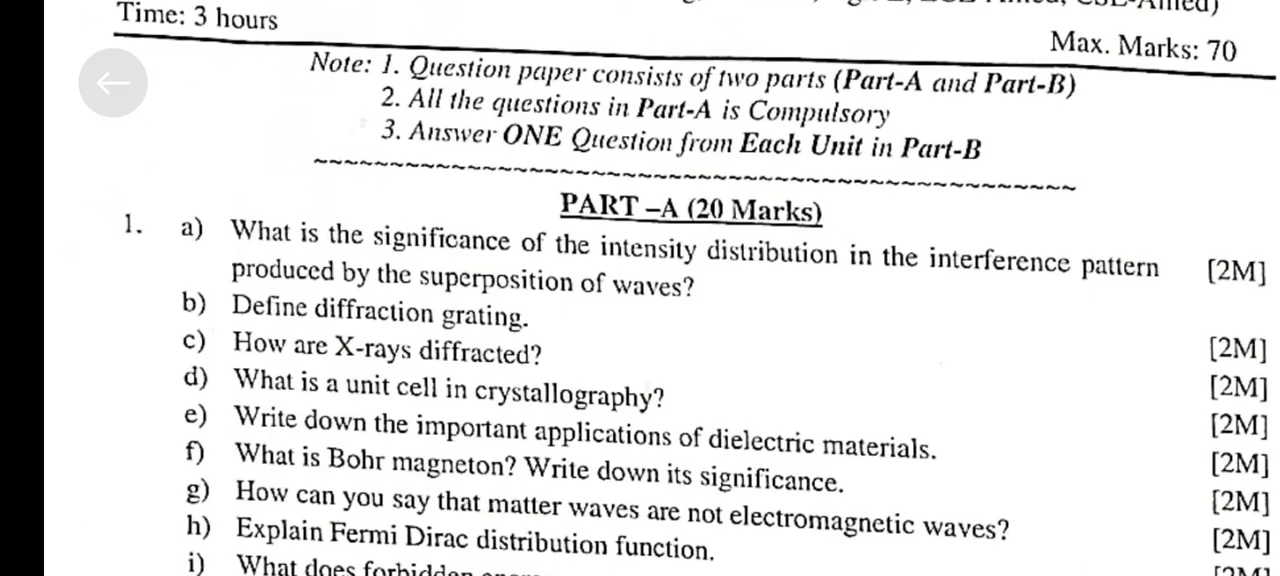 Time: 3 hours
Max. Marks: 70
Note: 1. Question paper consists of two parts (Part-A and Part-B)
2. All the questions in Part-A is Compulsory
3. Answer ONE Question from Each Unit in Part-B
PART –A (20 Marks)
1. a) What is the significance of the intensity distribution in the interference pattern [2M]
produced by the superposition of waves?
b) Define diffraction grating. [2M]
c) How are X-rays diffracted? [2M]
d) What is a unit cell in crystallography? [2M]
e) Write down the important applications of dielectric materials. [2M]
f) What is Bohr magneton? Write down its significance. [2M]
g) How can you say that matter waves are not electromagnetic waves? [2M]
h) Explain Fermi Dirac distribution function. [2M]
i) What does forbidden